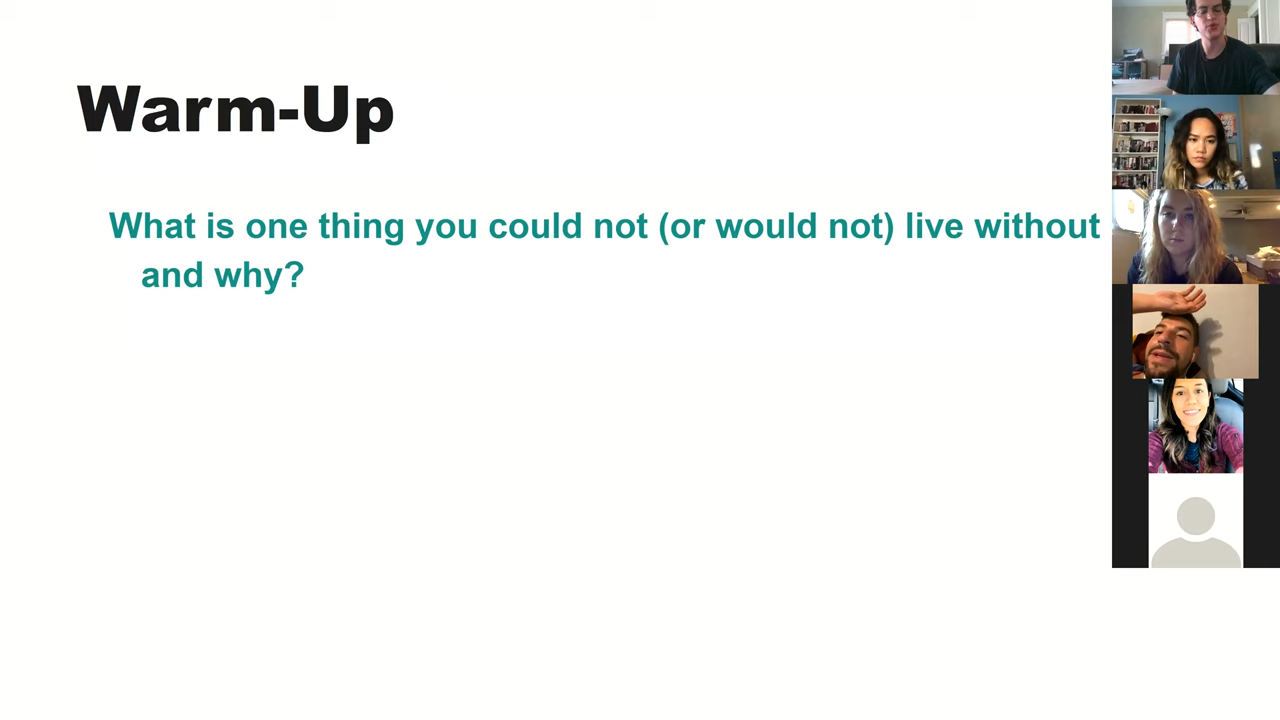 Warm-Up
What is one thing you could not (or would not) live without
and why?